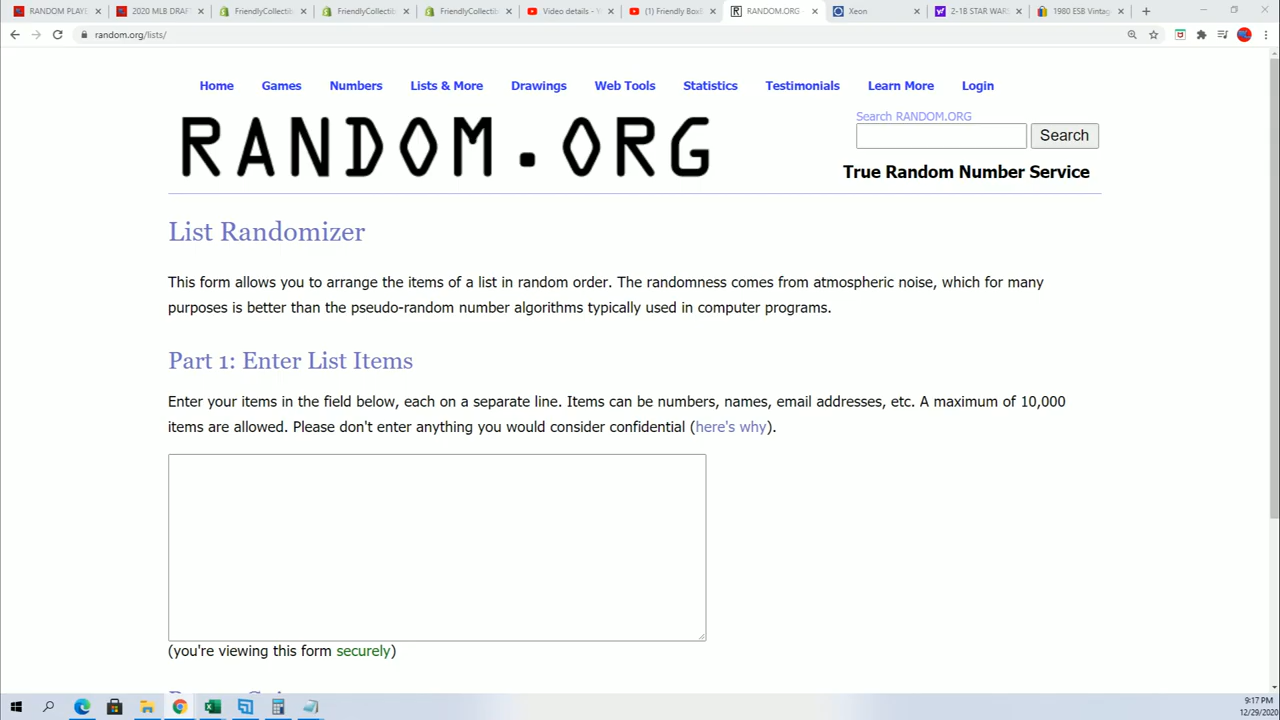 RANDOM PLAYE
2020 MLB DRAF
FriendlyCollectib
FriendlyCollectib
FriendlyCollectib
Video details - Y
(1) Friendly BoxB
RANDOM.ORG
Xeon
2-18 STAR WAR
1980 ESB Vintag
random.org/lists/
Home Games Numbers Lists & More Drawings Web Tools Statistics Testimonials Learn More Login
RANDOM.ORG
Search RANDOM.ORG
Search
True Random Number Service
List Randomizer
This form allows you to arrange the items of a list in random order. The randomness comes from atmospheric noise, which for many
purposes is better than the pseudo-random number algorithms typically used in computer programs.
Part 1: Enter List Items
Enter your items in the field below, each on a separate line. Items can be numbers, names, email addresses, etc. A maximum of 10,000
items are allowed. Please don't enter anything you would consider confidential (here's why).
(you're viewing this form securely)
9:17 PM
12/29/2020